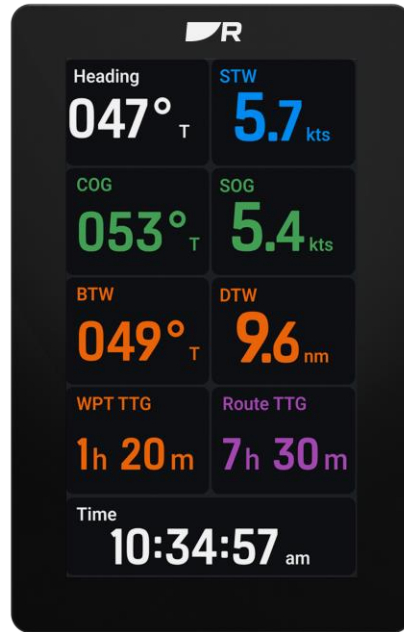 R
Heading
047° T
STW
5.7 kts
COG
053° T
SOG
5.4 kts
BTW
049° T
DTW
9.6 nm
WPT TTG
1h 20m
Route TTG
7h 30m
Time
10:34:57 am